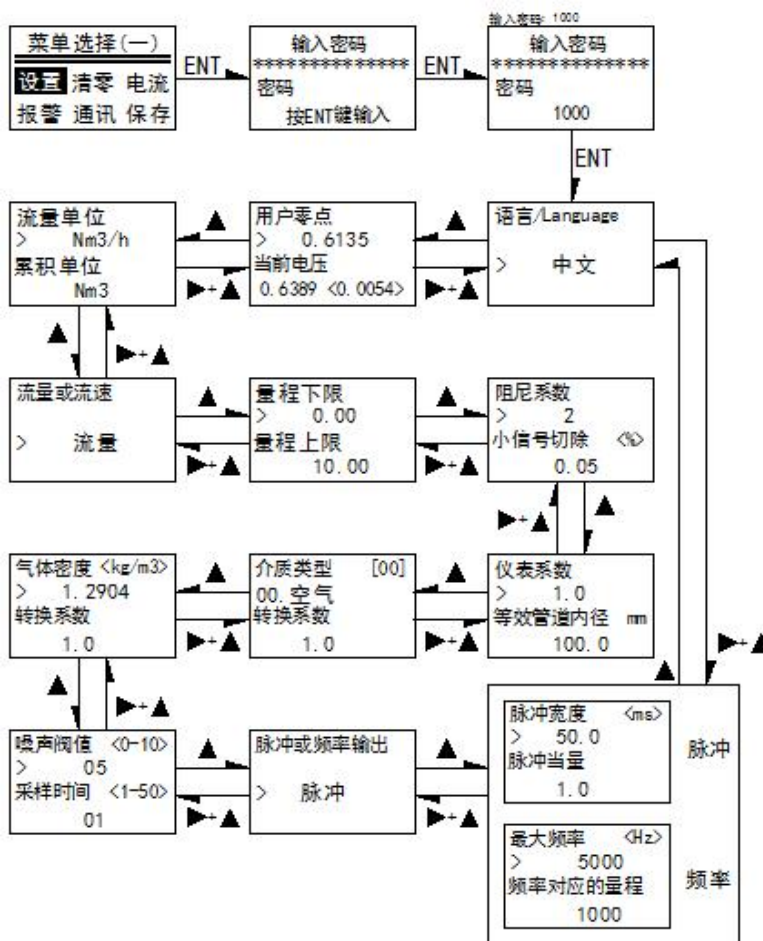 输入密码: 1000
菜单选择(一)
设置 清零 电流
报警 通讯 保存
ENT
输入密码
**************
密码
按ENT键输入
ENT
输入密码
**************
密码
1000
ENT
流量单位
> Nm3/h
累积单位
Nm3
▲
▶+▲
用户零点
> 0.6135
当前电压
0.6389 <0.0054>
▲
▶+▲
语言/Language
> 中文
▲
▶+▲
流量或流速
> 流量
▲
▶+▲
量程下限
> 0.00
量程上限
10.00
▲
▶+▲
阻尼系数
> 2
小信号切除 <%>
0.05
▶+▲
▲
气体密度 <kg/m3>
> 1.2904
转换系数
1.0
▲
▶+▲
介质类型 [00]
00.空气
转换系数
1.0
▲
▶+▲
仪表系数
> 1.0
等效管道内径 mm
100.0
▶+▲
▲
▲
▶+▲
噪声阀值 <0-10>
> 05
采样时间 <1-50>
01
▲
▶+▲
脉冲或频率输出
> 脉冲
▲
▶+▲
脉冲宽度 <ms>
> 50.0
脉冲当量
1.0
脉冲
最大频率 <Hz>
> 5000
频率对应的量程
1000
频率